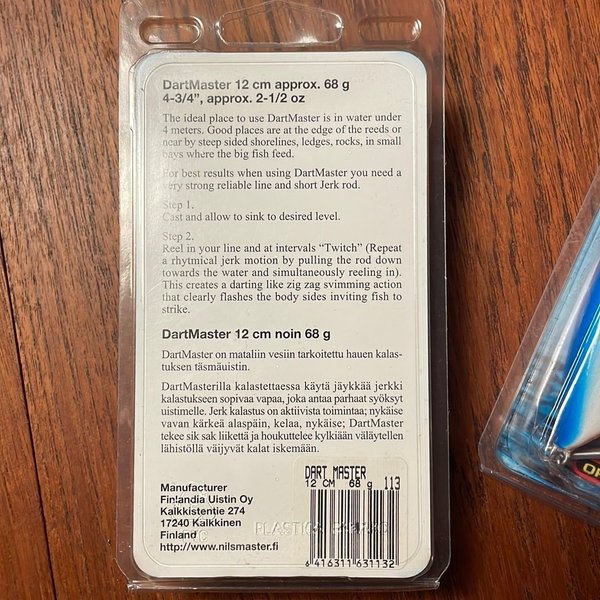 DartMaster 12 cm approx. 68 g
4-3/4”, approx. 2-1/2 oz
The ideal place to use DartMaster is in water under
4 meters. Good places are at the edge of the reeds or
near by steep sided shorelines, ledges, rocks, in small
bays where the big fish feed.
For best results when using DartMaster you need a
very strong reliable line and short Jerk rod.
Step 1.
Cast and allow to sink to desired level.
Step 2.
Reel in your line and at intervals “Twitch” (Repeat
a rhytmical jerk motion by pulling the rod down
towards the water and simultaneously reeling in).
This creates a darting like zig zag svimming action
that clearly flashes the body sides inviting fish to
strike.
DartMaster 12 cm noin 68 g
DartMaster on mataliin vesiin tarkoitettu hauen kalas-
tuksen täsmäuistin.
DartMasterilla kalastettaessa käytä jäykkää jerkki
kalastukseen sopivaa vapaa, joka antaa parhaat syöksyt
uistimelle. Jerk kalastus on aktiivista toimintaa; nykäise
vavan kärkeä alaspäin, kelaa, nykäise; DartMaster
tekee sik sak liikettä ja houkuttelee kylkiään väläytellen
lähistöllä väijyvät kalat iskemään.
Manufacturer
Finlandia Uistin Oy
Kalkkistentie 274
17240 Kalkkinen
Finland
http://www.nilsmaster.fi
DART MASTER
12 CM 68 g 113
6 416311 631132